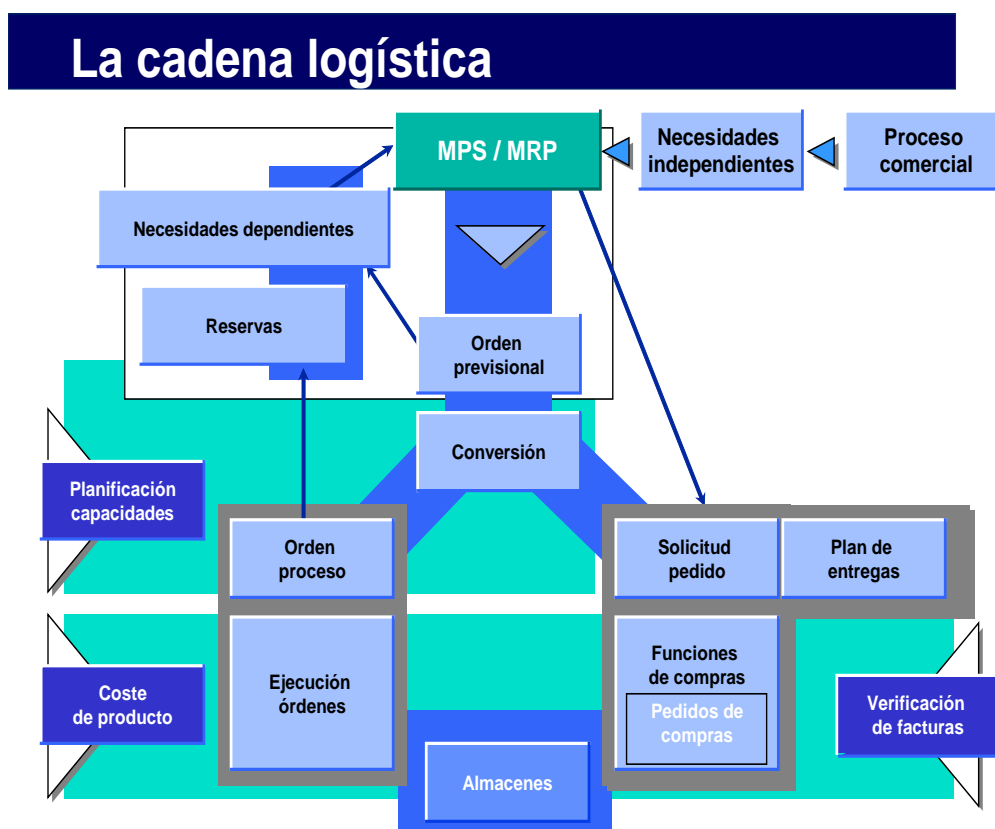 La cadena logística
MPS / MRP
Necesidades
independientes
Proceso
comercial
Necesidades dependientes
Reservas
Orden
previsional
Conversión
Planificación
capacidades
Orden
proceso
Solicitud
pedido
Plan de
entregas
Coste
de producto
Ejecución
órdenes
Funciones
de compras
Pedidos de
compras
Verificación
de facturas
Almacenes